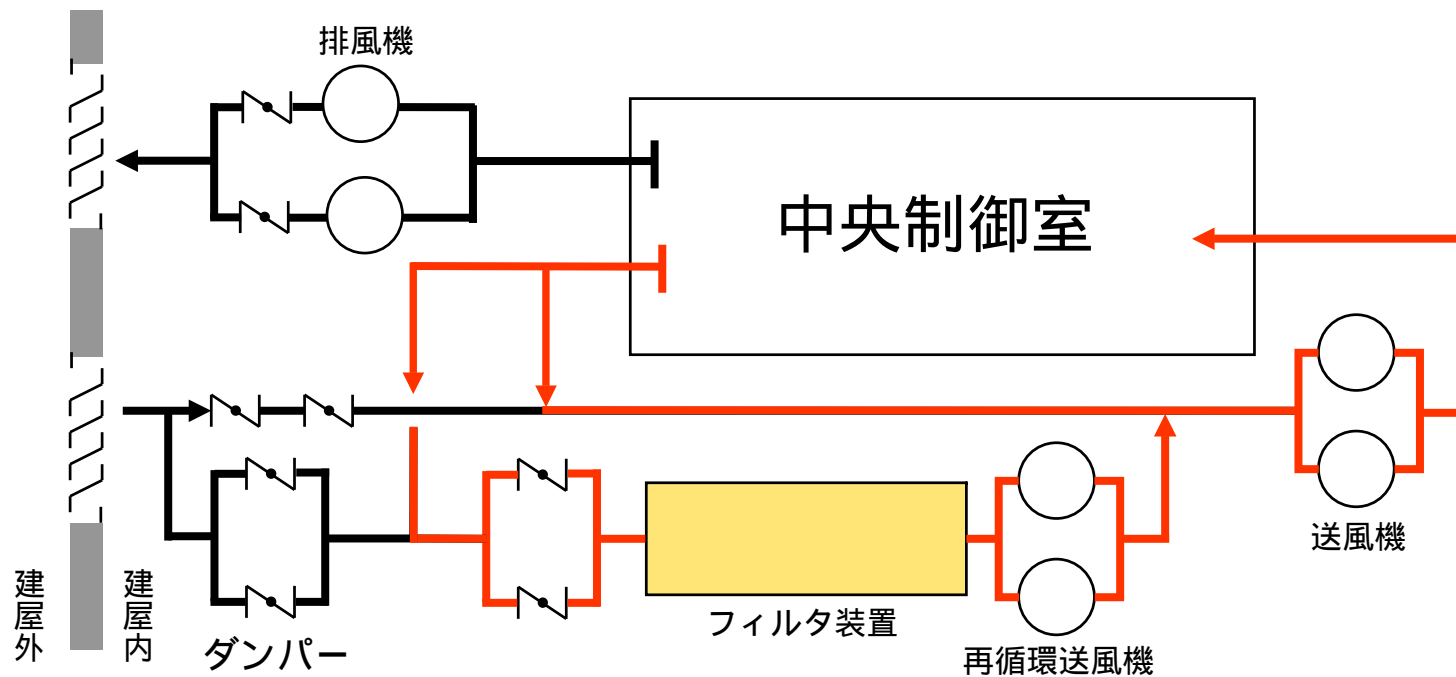 排風機
中央制御室
送風機
建屋外
建屋内
ダンパー
フィルタ装置
再循環送風機